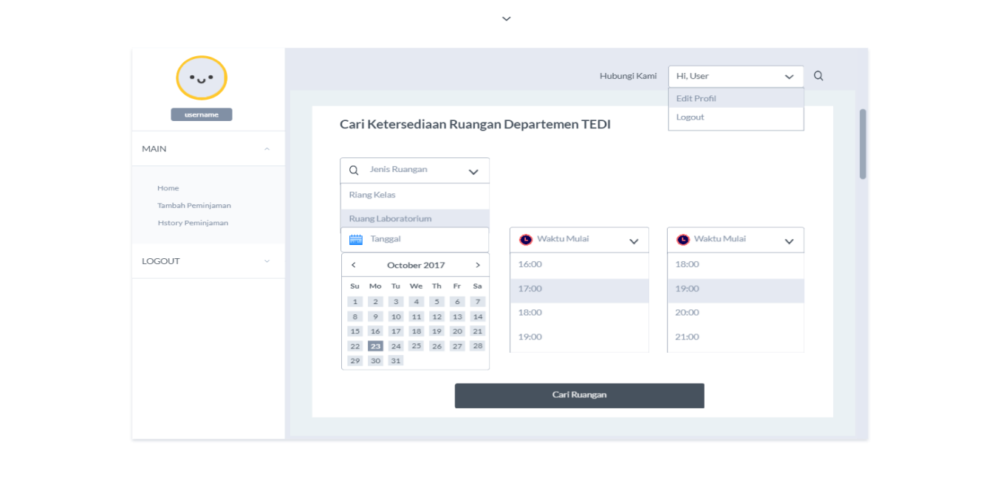 username
MAIN
Home
Tambah Peminjaman
Hstory Peminjaman
LOGOUT
Hubungi Kami
Hi, User
Edit Profil
Logout
Cari Ketersediaan Ruangan Departemen TEDI
Jenis Ruangan
Riang Kelas
Ruang Laboratorium
Tanggal
October 2017
Su Mo Tu We Th Fr Sa
1 2 3 4 5 6 7
8 9 10 11 12 13 14
15 16 17 18 19 20 21
22 23 24 25 26 27 28
29 30 31
Waktu Mulai
16:00
17:00
18:00
19:00
Waktu Mulai
18:00
19:00
20:00
21:00
Cari Ruangan